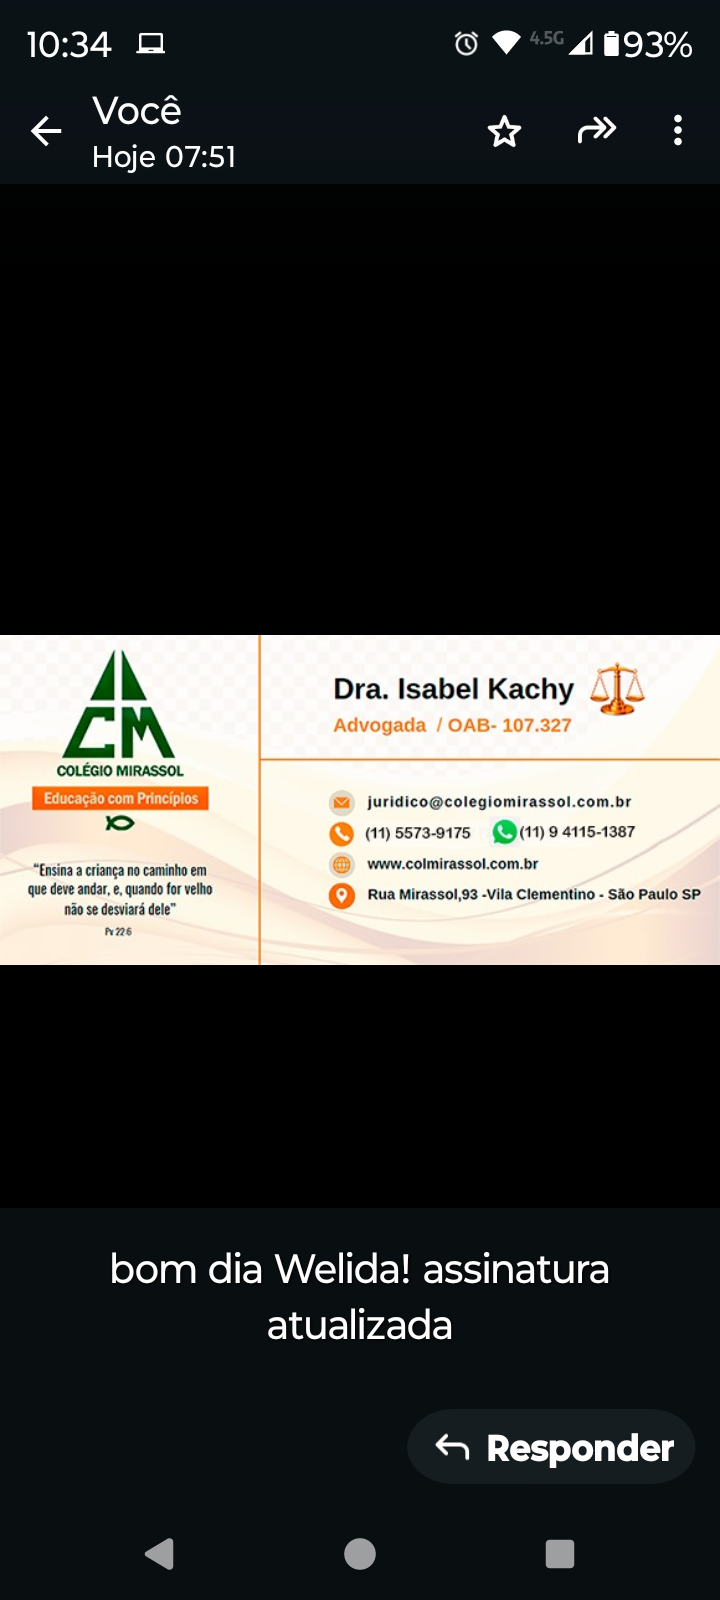 10:34
4.5G
93%
Você
Hoje 07:51
CM
COLÉGIO MIRASSOL
Educação com Princípios
“Ensina a criança no caminho em
que deve andar, e, quando for velho
não se desviará dele”
Pv 22 6
Dra. Isabel Kachy
Advogada / OAB- 107.327
juridico@colegiomirassol.com.br
(11) 5573-9175 (11) 9 4115-1387
www.colmirassol.com.br
Rua Mirassol,93 -Vila Clementino - São Paulo SP
bom dia Welida! assinatura
atualizada
Responder